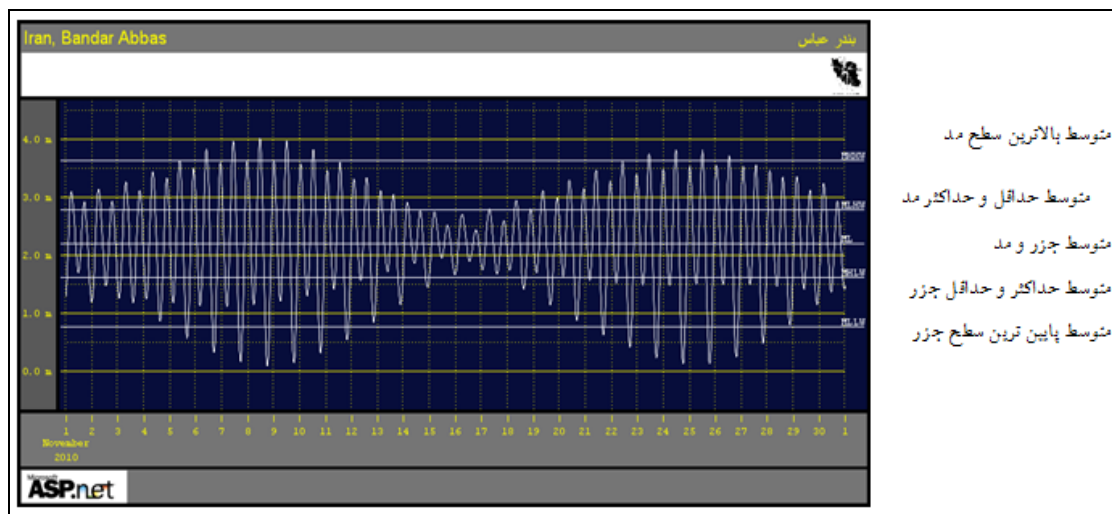 Iran, Bandar Abbas
بندر عباس
4.0 m
3.0 m
2.0 m
1.0 m
0.0 m
MHHW
MLHW
ML
MHLW
MLLW
متوسط بالاترین سطح مد
متوسط حداقل و حداکثر مد
متوسط جزر و مد
متوسط حداکثر و حداقل جزر
متوسط پایین ترین سطح جزر
1 2 3 4 5 6 7 8 9 10 11 12 13 14 15 16 17 18 19 20 21 22 23 24 25 26 27 28 29 30 1
November
2010
Microsoft
ASP.net